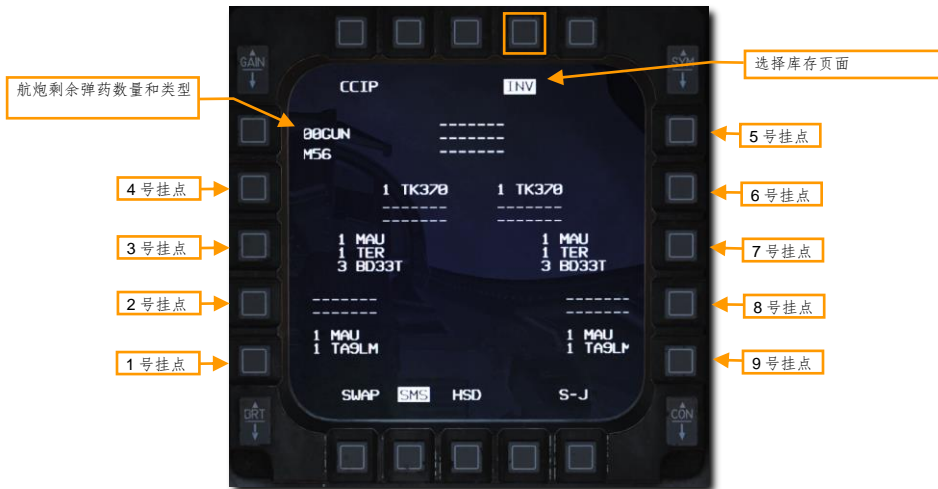 GAIN
SYM
选择库存页面
航炮剩余弹药数量和类型
CCIP
INV
00GUN
-------
M56
-------
-------
5号挂点
4号挂点
1 TK370
1 TK370
6号挂点
-------
-------
-------
-------
3号挂点
1 MAU
1 MAU
7号挂点
1 TER
1 TER
3 BD33T
3 BD33T
2号挂点
-------
-------
8号挂点
-------
-------
1号挂点
1 MAU
1 MAU
9号挂点
1 TA9LM
1 TA9LM
SWAP
SMS
HSD
S-J
BRT
CON